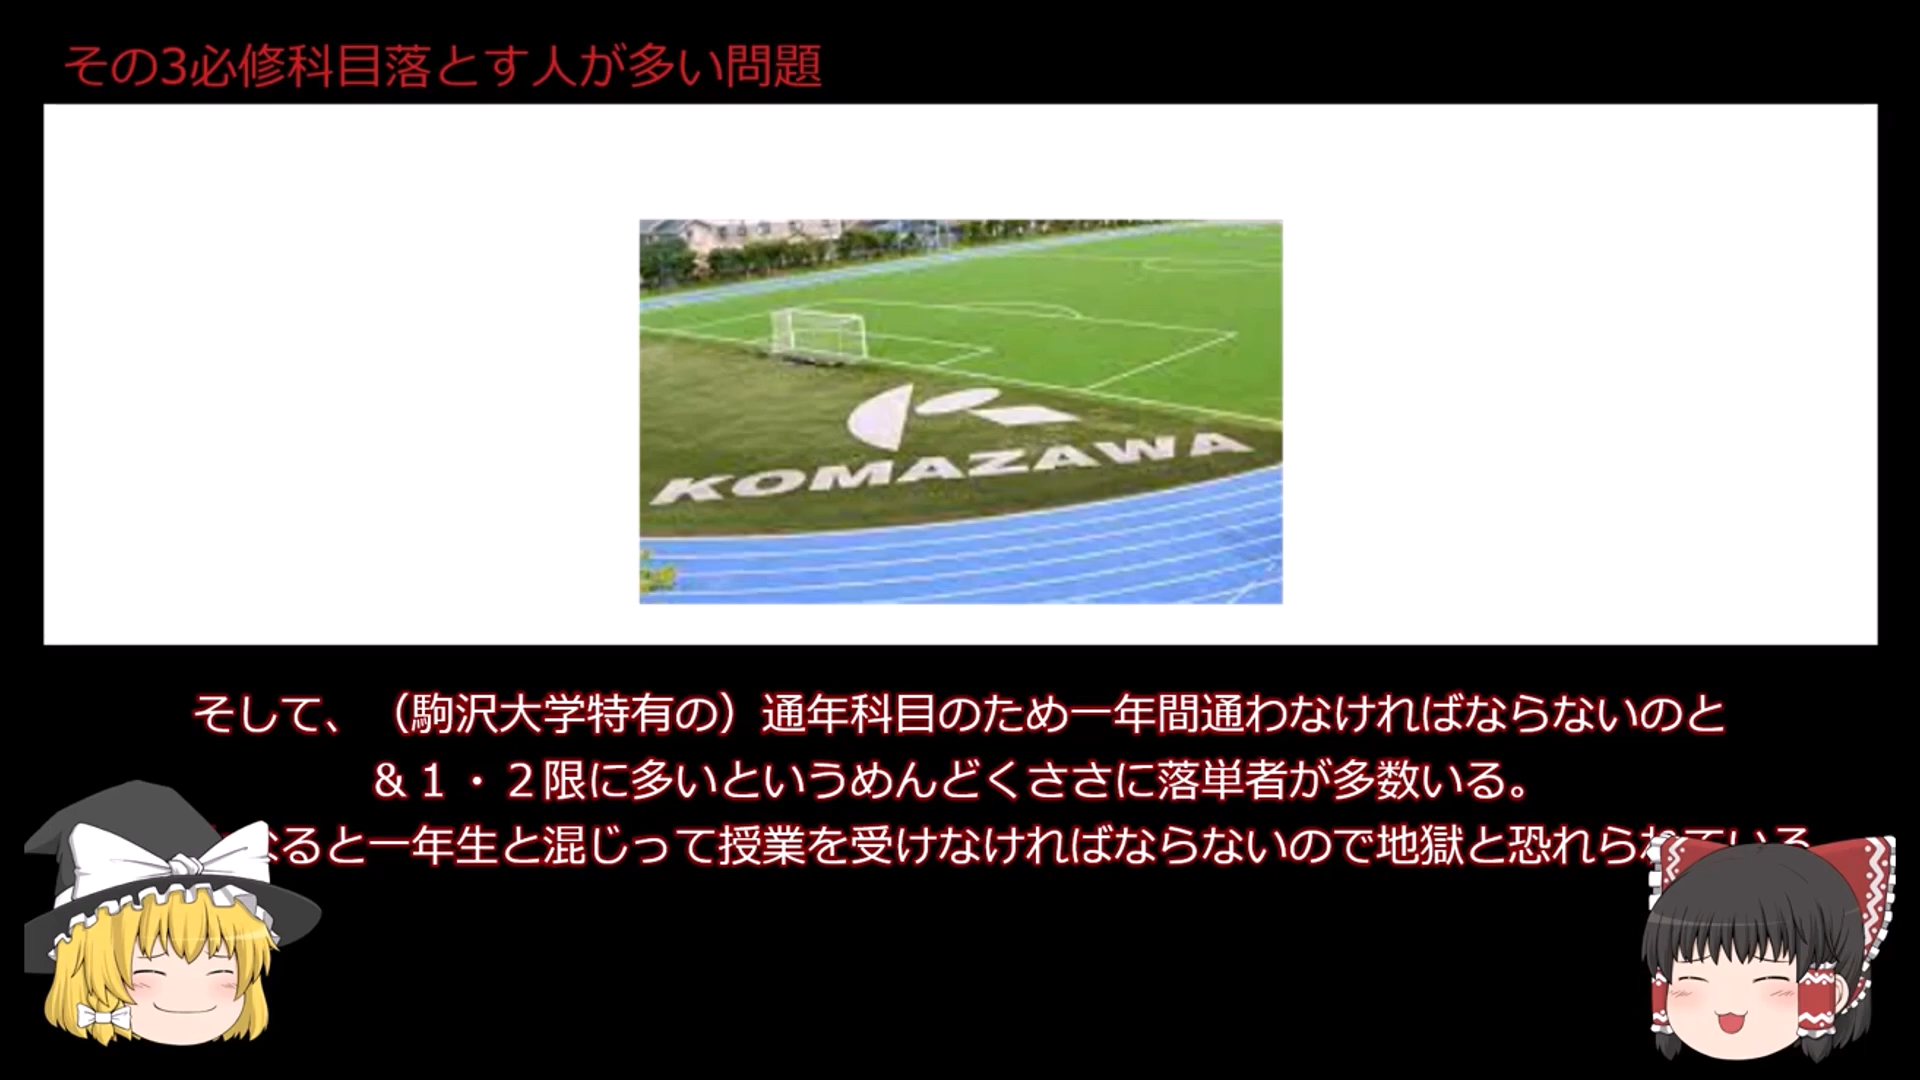 その3必修科目落とす人が多い問題
KOMAZAWA
そして、（駒沢大学特有の）通年科目のため一年間通わなければならないのと
＆１・２限に多いというめんどくささに落単者が多数いる。
なると一年生と混じって授業を受けなければならないので地獄と恐れられている